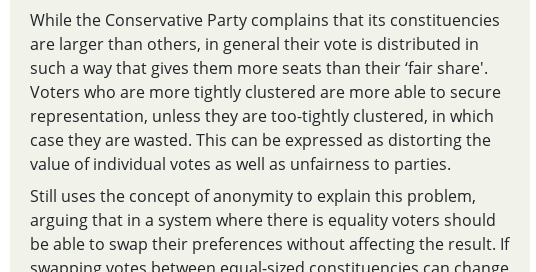 While the Conservative Party complains that its constituencies
are larger than others, in general their vote is distributed in
such a way that gives them more seats than their ‘fair share'.
Voters who are more tightly clustered are more able to secure
representation, unless they are too-tightly clustered, in which
case they are wasted. This can be expressed as distorting the
value of individual votes as well as unfairness to parties.
Still uses the concept of anonymity to explain this problem,
arguing that in a system where there is equality voters should
be able to swap their preferences without affecting the result. If
swapping votes between equal-sized constituencies can change